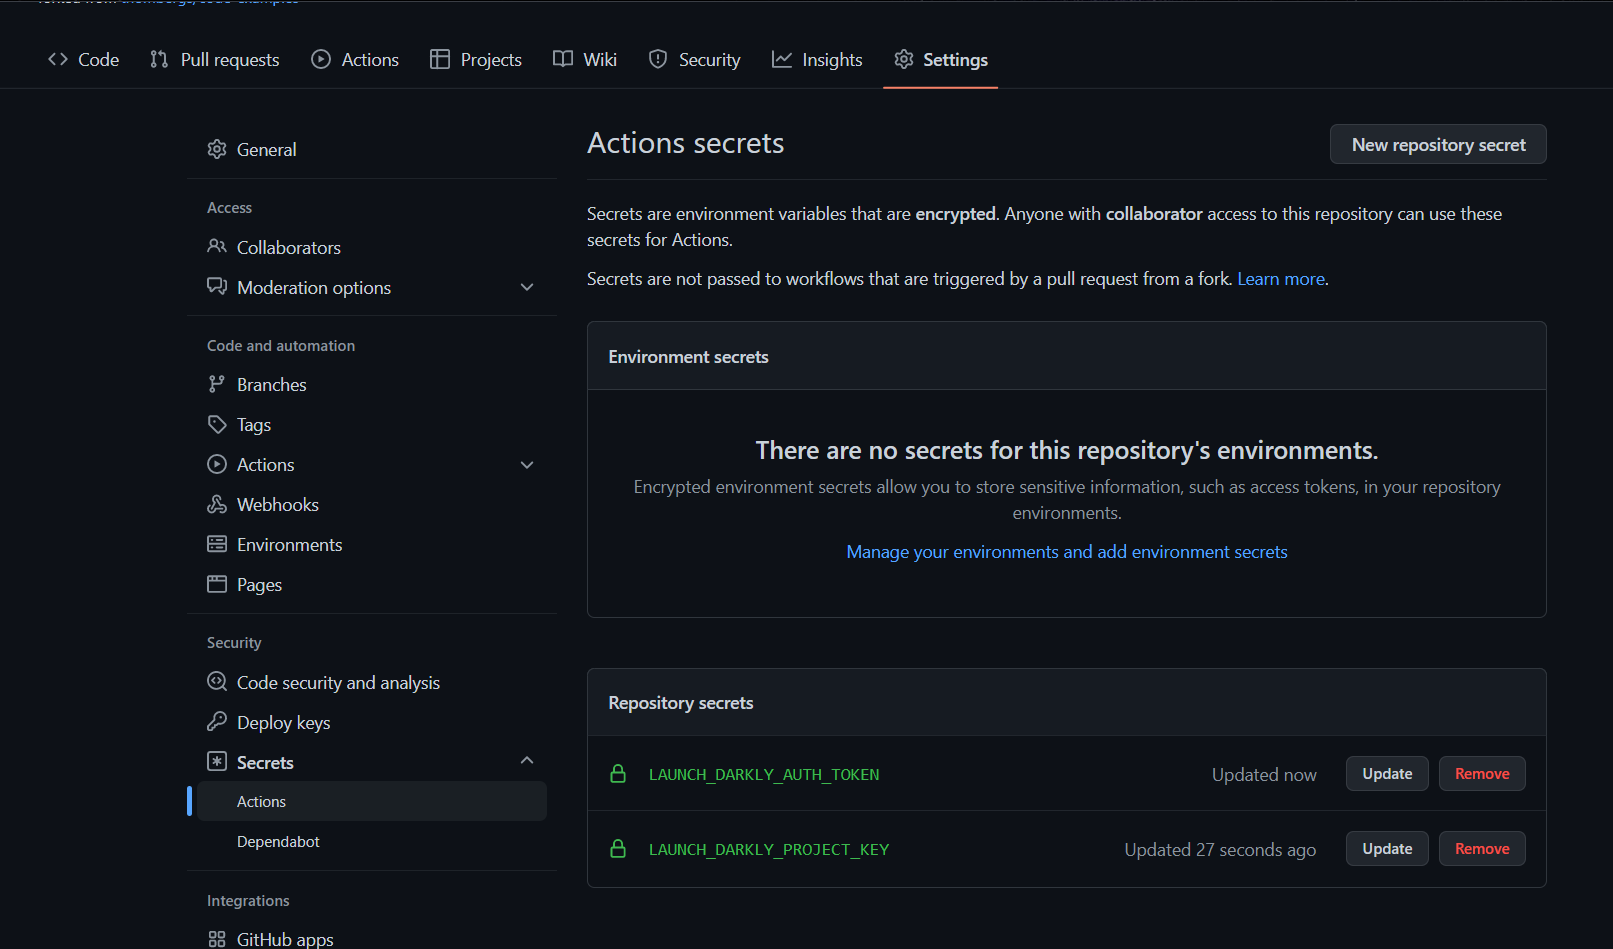 Code Pull requests Actions Projects Wiki Security Insights Settings
General
Access
Collaborators
Moderation options
Code and automation
Branches
Tags
Actions
Webhooks
Environments
Pages
Security
Code security and analysis
Deploy keys
Secrets
Actions
Dependabot
Integrations
GitHub apps
Actions secrets
New repository secret
Secrets are environment variables that are encrypted. Anyone with collaborator access to this repository can use these
secrets for Actions.
Secrets are not passed to workflows that are triggered by a pull request from a fork. Learn more.
Environment secrets
There are no secrets for this repository's environments.
Encrypted environment secrets allow you to store sensitive information, such as access tokens, in your repository
environments.
Manage your environments and add environment secrets
Repository secrets
LAUNCH_DARKLY_AUTH_TOKEN Updated now Update Remove
LAUNCH_DARKLY_PROJECT_KEY Updated 27 seconds ago Update Remove